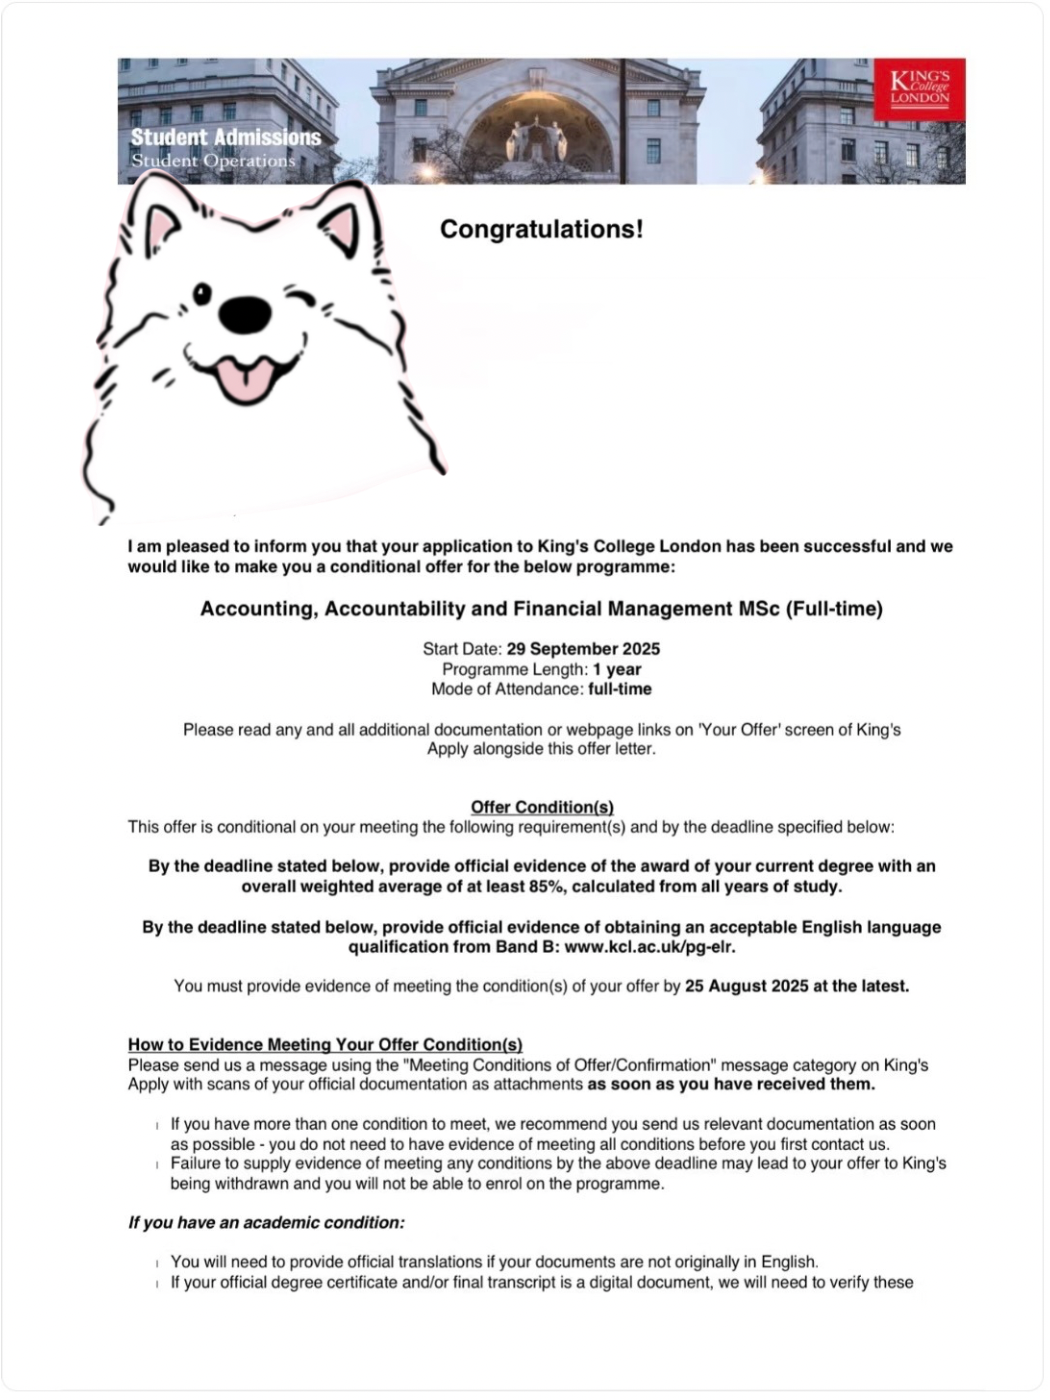 Student Admissions
Student Operations
KING'S
College
LONDON
Congratulations!
I am pleased to inform you that your application to King's College London has been successful and we
would like to make you a conditional offer for the below programme:
Accounting, Accountability and Financial Management MSc (Full-time)
Start Date: 29 September 2025
Programme Length: 1 year
Mode of Attendance: full-time
Please read any and all additional documentation or webpage links on 'Your Offer' screen of King's
Apply alongside this offer letter.
Offer Condition(s)
This offer is conditional on your meeting the following requirement(s) and by the deadline specified below:
By the deadline stated below, provide official evidence of the award of your current degree with an
overall weighted average of at least 85%, calculated from all years of study.
By the deadline stated below, provide official evidence of obtaining an acceptable English language
qualification from Band B: www.kcl.ac.uk/pg-elr.
You must provide evidence of meeting the condition(s) of your offer by 25 August 2025 at the latest.
How to Evidence Meeting Your Offer Condition(s)
Please send us a message using the "Meeting Conditions of Offer/Confirmation" message category on King's
Apply with scans of your official documentation as attachments as soon as you have received them.
If you have more than one condition to meet, we recommend you send us relevant documentation as soon
as possible - you do not need to have evidence of meeting all conditions before you first contact us.
Failure to supply evidence of meeting any conditions by the above deadline may lead to your offer to King's
being withdrawn and you will not be able to enrol on the programme.
If you have an academic condition:
You will need to provide official translations if your documents are not originally in English.
If your official degree certificate and/or final transcript is a digital document, we will need to verify these